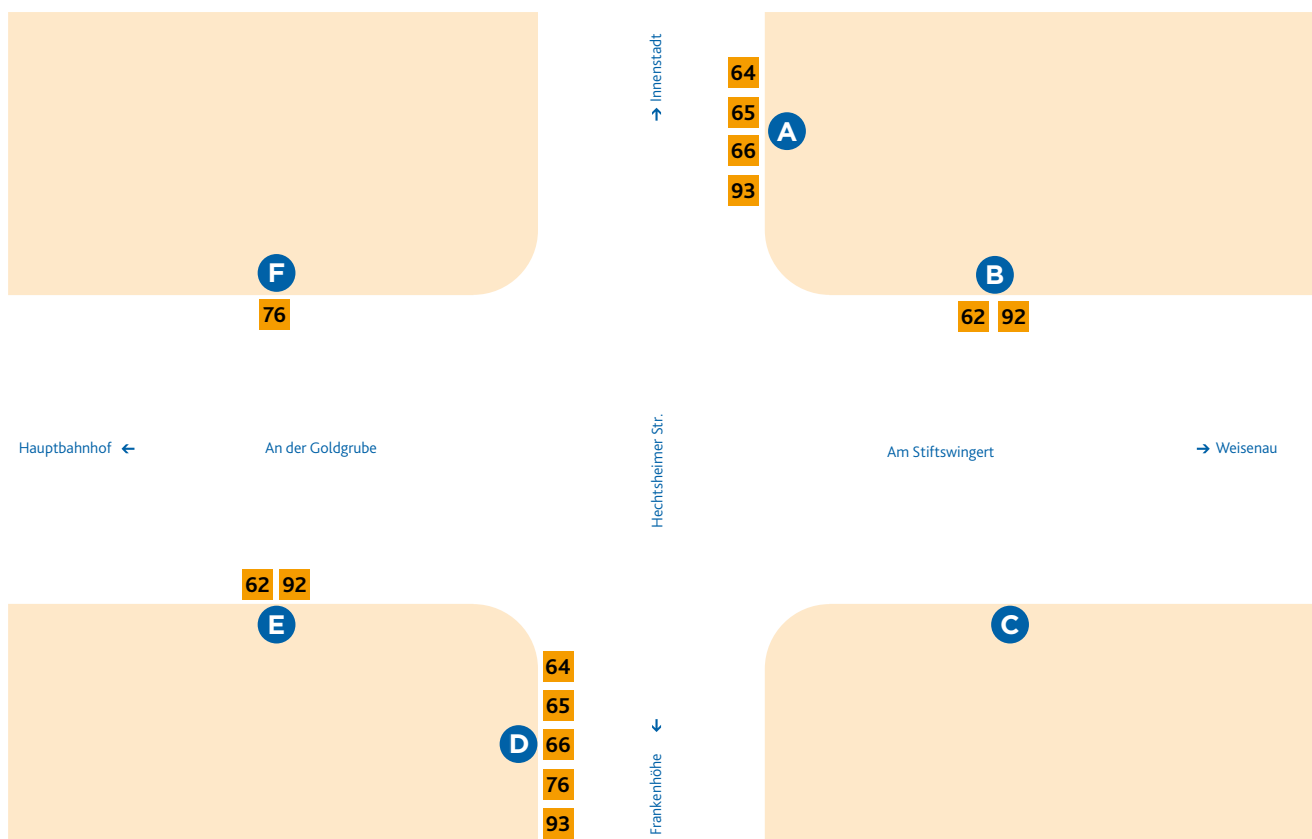 → Innenstadt
64
65
66
93
A
F
76
B
62 92
Hauptbahnhof ←
An der Goldgrube
Hechtsheimer Str.
Am Stiftswingert
→ Weisenau
62 92
E
C
64
65
66
76
93
D
Frankenhöhe ←